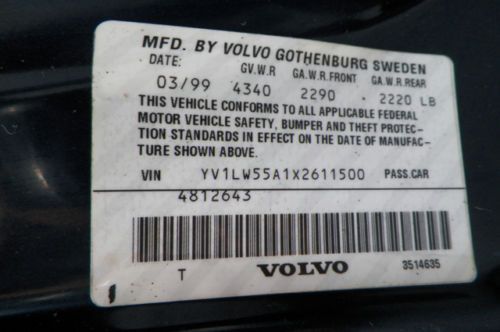 MFD. BY VOLVO GOTHENBURG SWEDEN
DATE: GV.W.R GA.W.R.FRONT GA.W.R.REAR
03/99 4340 2290 . 2220 LB
THIS VEHICLE CONFORMS TO ALL APPLICABLE FEDERAL
MOTOR VEHICLE SAFETY, BUMPER AND THEFT PROTEC-
TION STANDARDS IN EFFECT ON THE DATE OF MANUFAC-
TURE SHOWN ABOVE.
VIN YV1LW55A1X2611500 PASS.CAR
4812643
T VOLVO 3514635